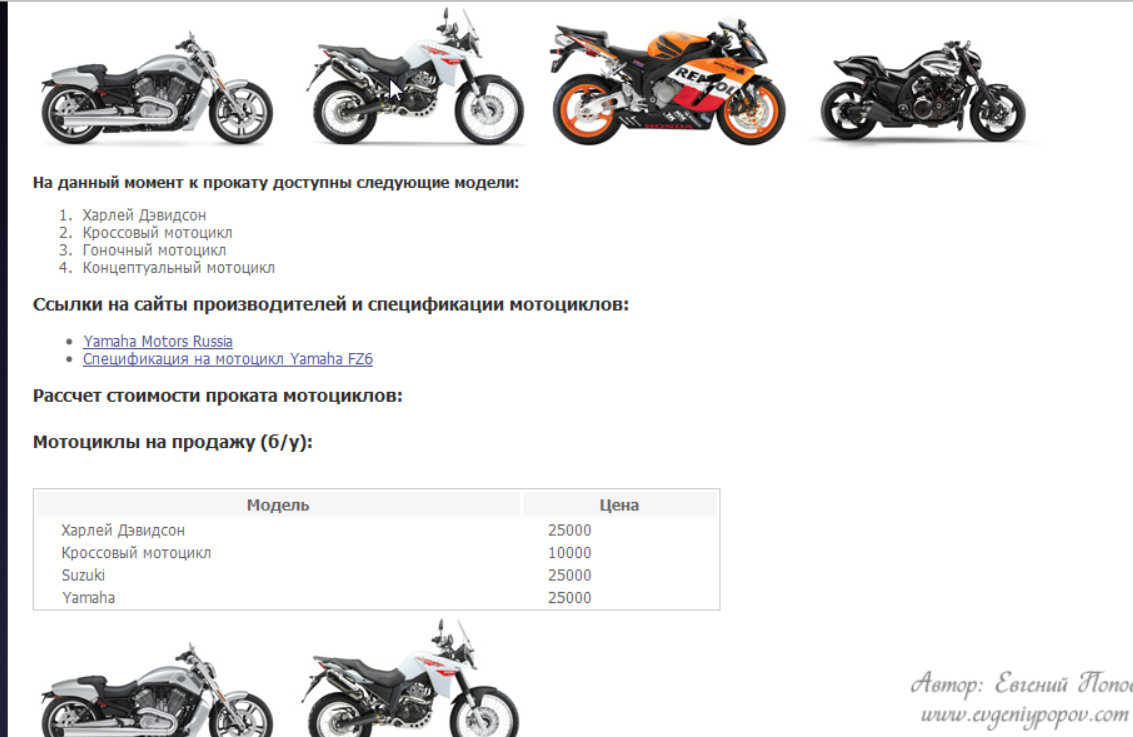 REPSOL
HONDA
На данный момент к прокату доступны следующие модели:
1. Харлей Дэвидсон
2. Кроссовый мотоцикл
3. Гоночный мотоцикл
4. Концептуальный мотоцикл
Ссылки на сайты производителей и спецификации мотоциклов:
• Yamaha Motors Russia
• Спецификация на мотоцикл Yamaha FZ6
Рассчет стоимости проката мотоциклов:
Мотоциклы на продажу (б/у):
Модель Цена
Харлей Дэвидсон 25000
Кроссовый мотоцикл 10000
Suzuki 25000
Yamaha 25000
Автор: Евгений
www.evgeniypopov.com